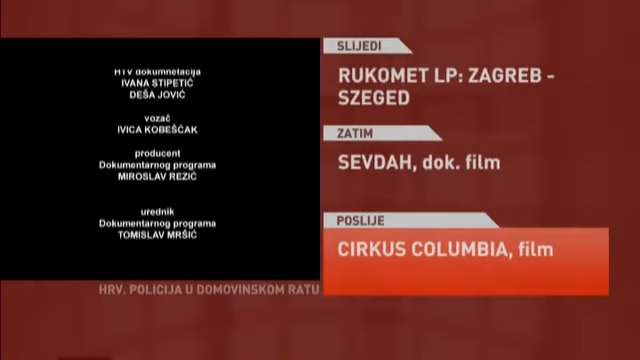 HTV dokumnetacija
IVANA STIPETIĆ
DEŠA JOVIĆ
vozač
IVICA KOBEŠĆAK
producent
Dokumentarnog programa
MIROSLAV REZIĆ
urednik
Dokumentarnog programa
TOMISLAV MRŠIĆ
HRV. POLICIJA U DOMOVINSKOM RATU
SLIJEDI
RUKOMET LP: ZAGREB -
SZEGED
ZATIM
SEVDAH, dok. film
POSLIJE
CIRKUS COLUMBIA, film